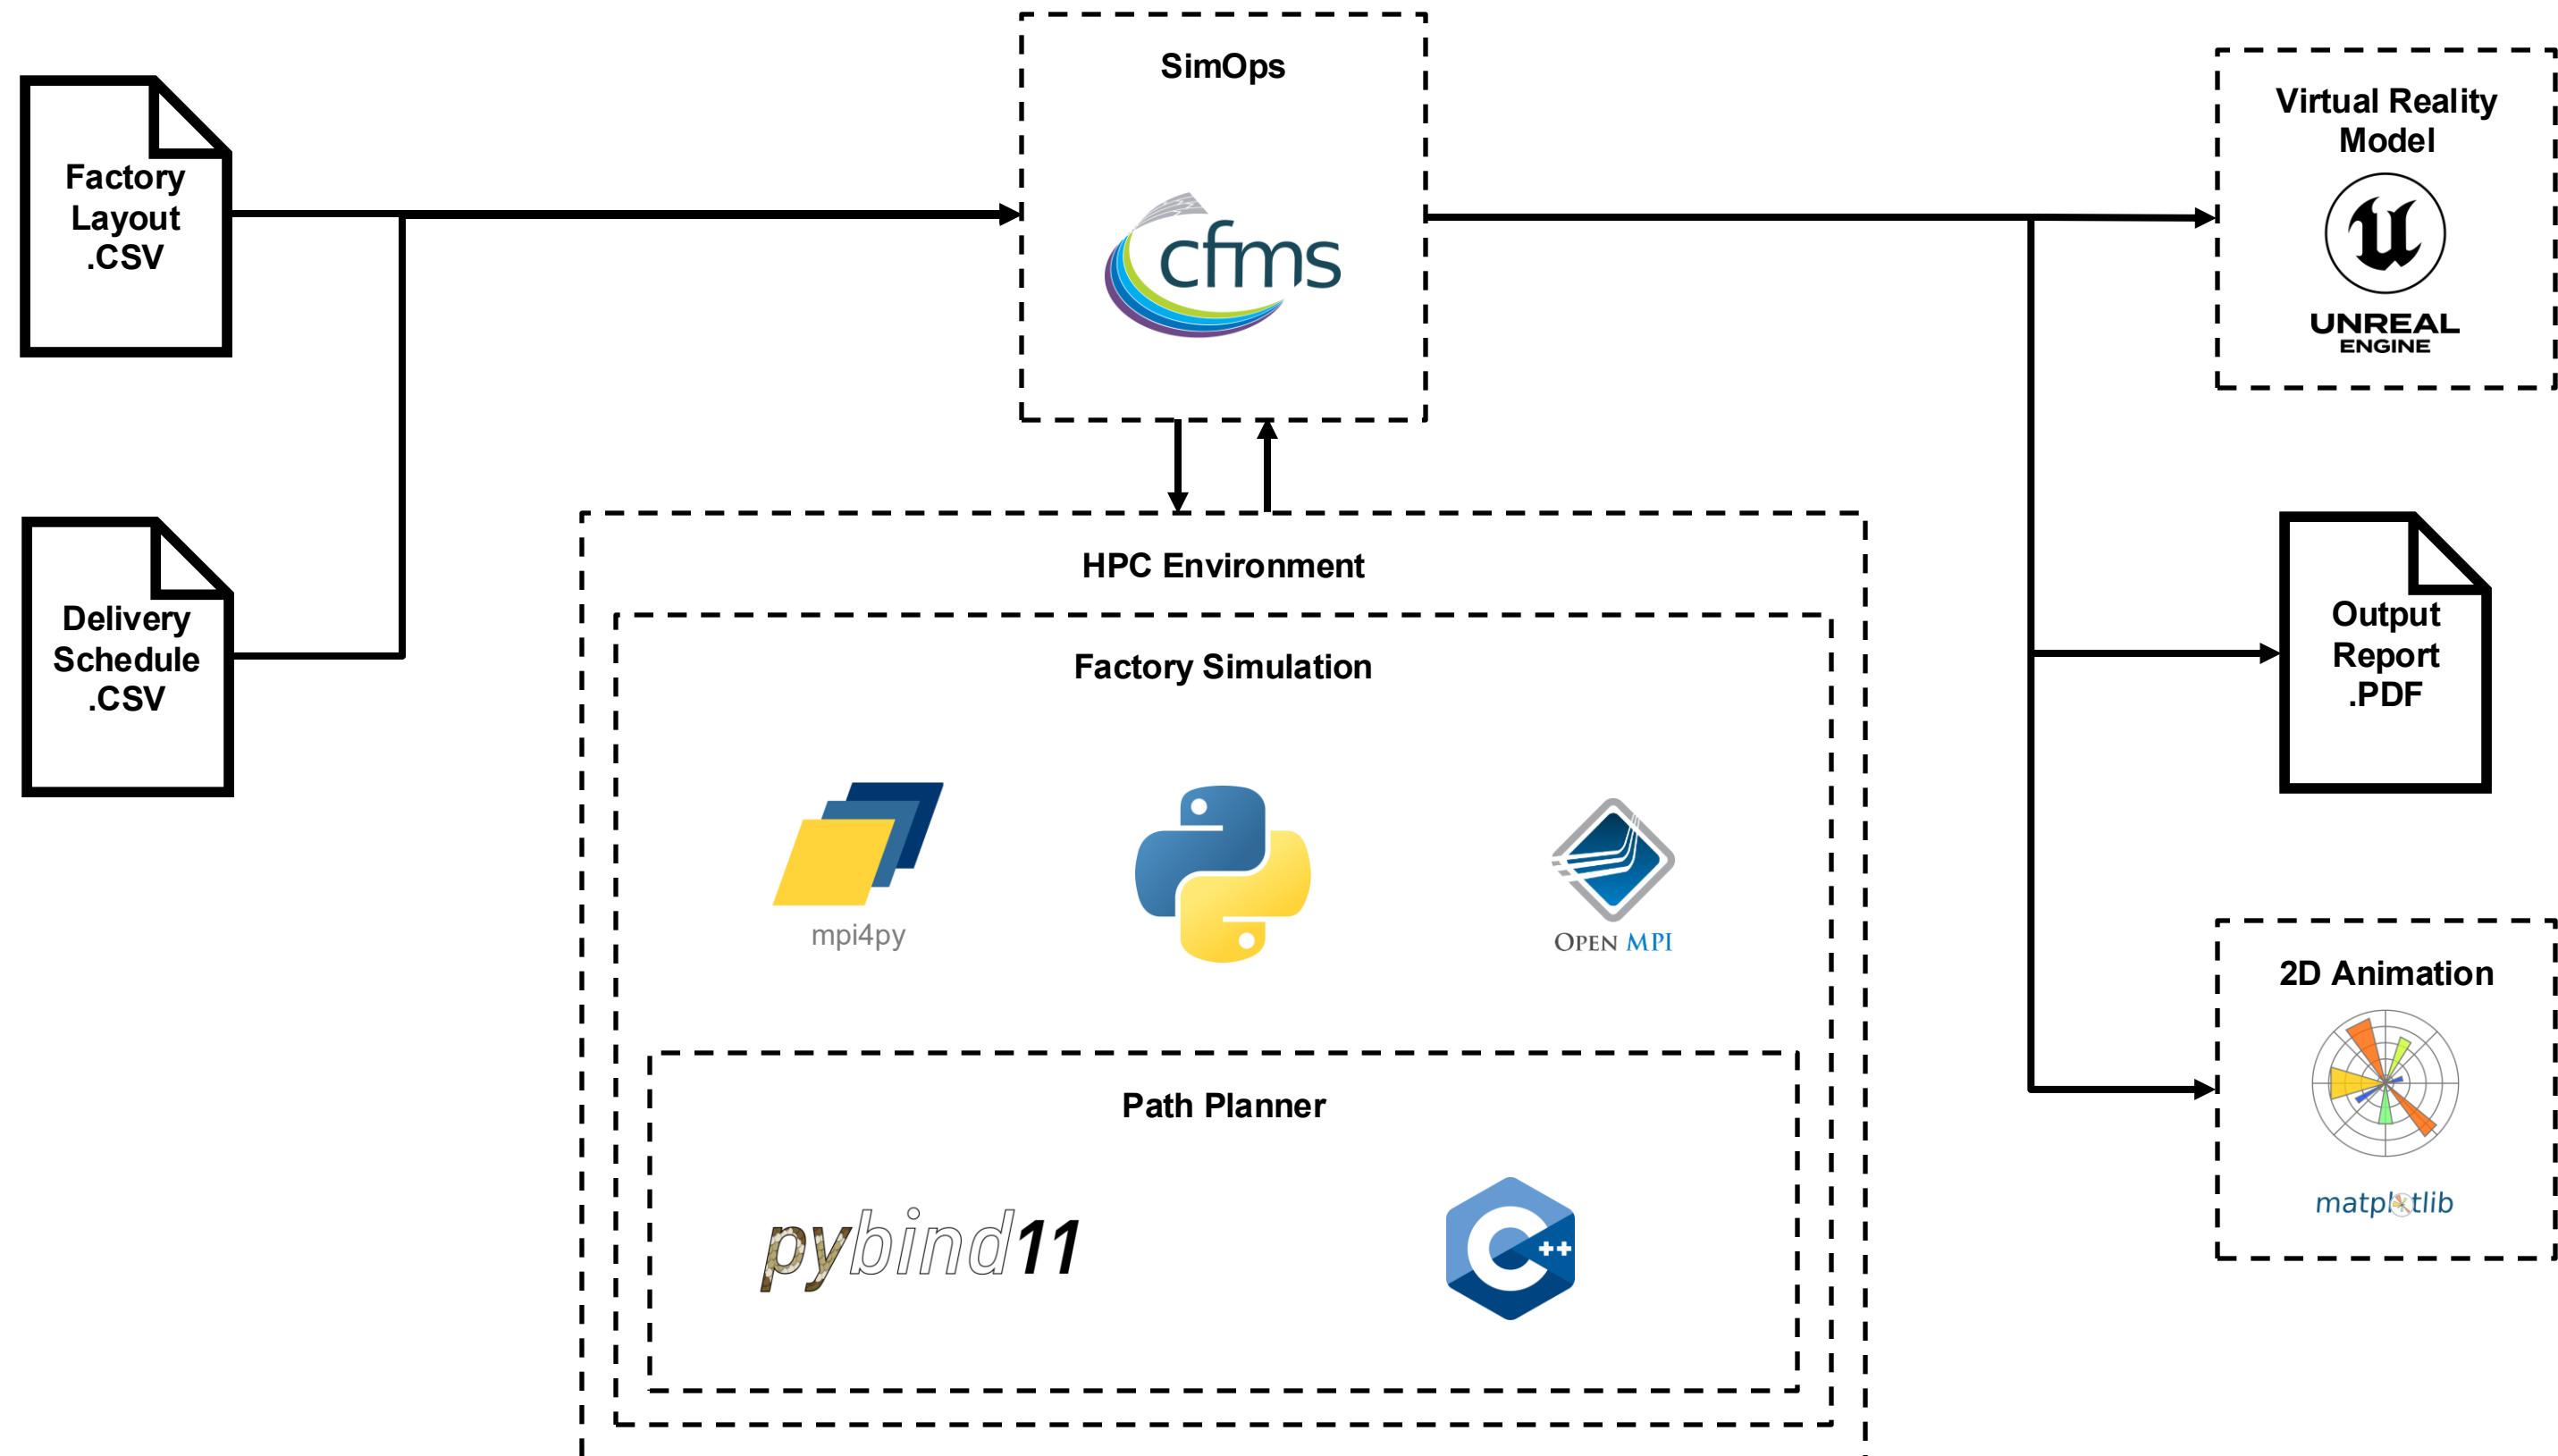 SimOps
cfms
Factory
Layout
.CSV
Virtual Reality
Model
UNREAL
ENGINE
Delivery
Schedule
.CSV
HPC Environment
Factory Simulation
mpi4py
OPEN MPI
Output
Report
.PDF
2D Animation
matplotlib
Path Planner
pybind11
C++